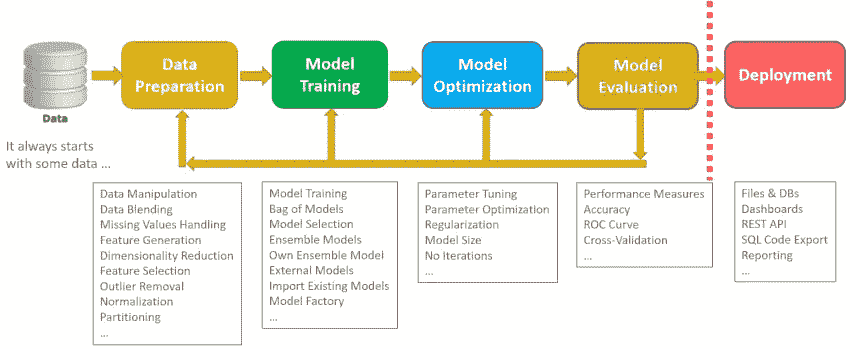 Data
Preparation
Model
Training
Model
Optimization
Model
Evaluation
Deployment
Data
It always starts
with some data ...
Data Manipulation
Data Blending
Missing Values Handling
Feature Generation
Dimensionality Reduction
Feature Selection
Outlier Removal
Normalization
Partitioning
...
Model Training
Bag of Models
Model Selection
Ensemble Models
Own Ensemble Model
External Models
Import Existing Models
Model Factory
...
Parameter Tuning
Parameter Optimization
Regularization
Model Size
No Iterations
...
Performance Measures
Accuracy
ROC Curve
Cross-Validation
...
Files & DBs
Dashboards
REST API
SQL Code Export
Reporting
...